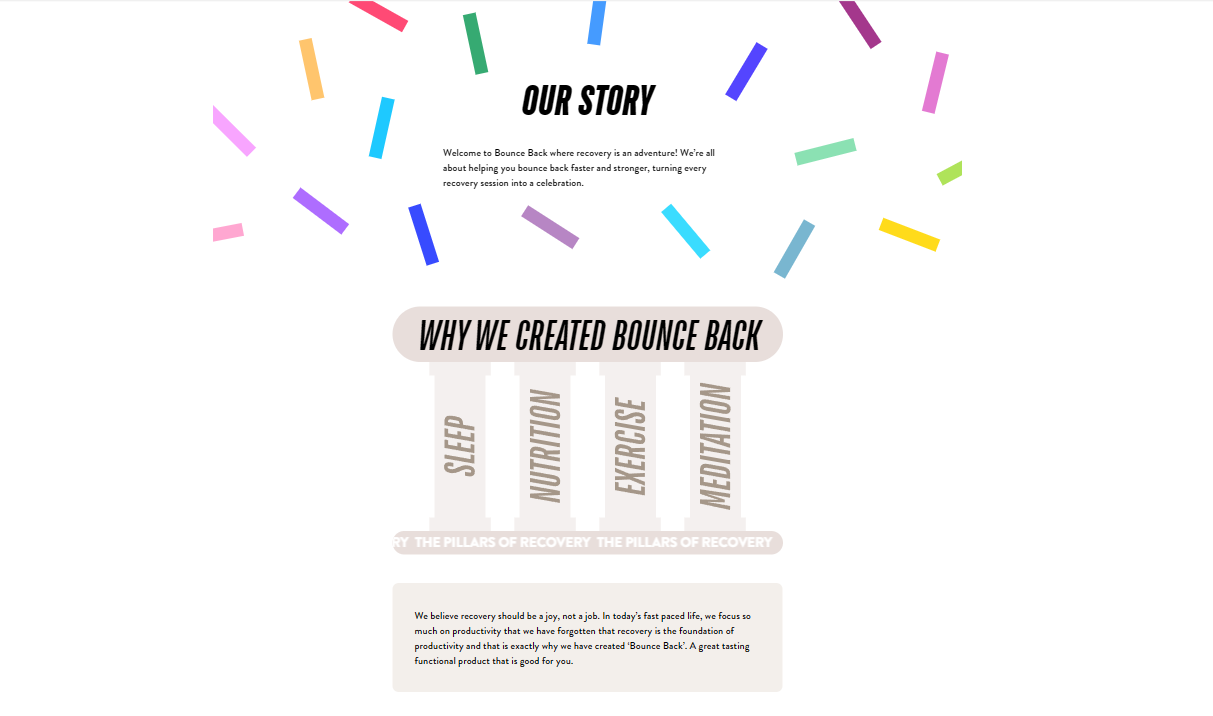 OUR STORY
Welcome to Bounce Back where recovery is an adventure! We're all
about helping you bounce back faster and stronger, turning every
recovery session into a celebration.
WHY WE CREATED BOUNCE BACK
SLEEP
NUTRITION
EXERCISE
MEDITATION
RY THE PILLARS OF RECOVERY THE PILLARS OF RECOVERY
We believe recovery should be a joy, not a job. In today's fast paced life, we focus so
much on productivity that we have forgotten that recovery is the foundation of
productivity and that is exactly why we have created 'Bounce Back'. A great tasting
functional product that is good for you.